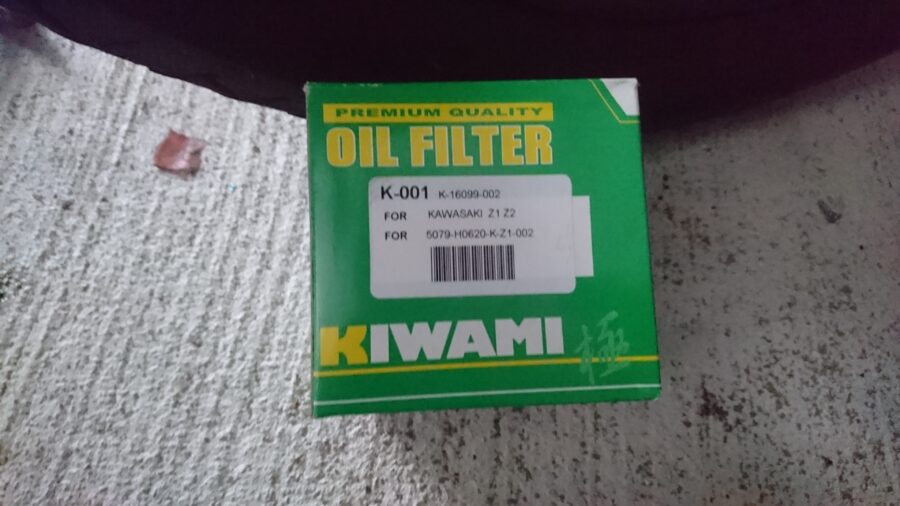 PREMIUM QUALITY
OIL FILTER
K-001 K-16099-002
FOR KAWASAKI Z1 Z2
FOR 5079-H0620-K-Z1-002
KIWAMI 極